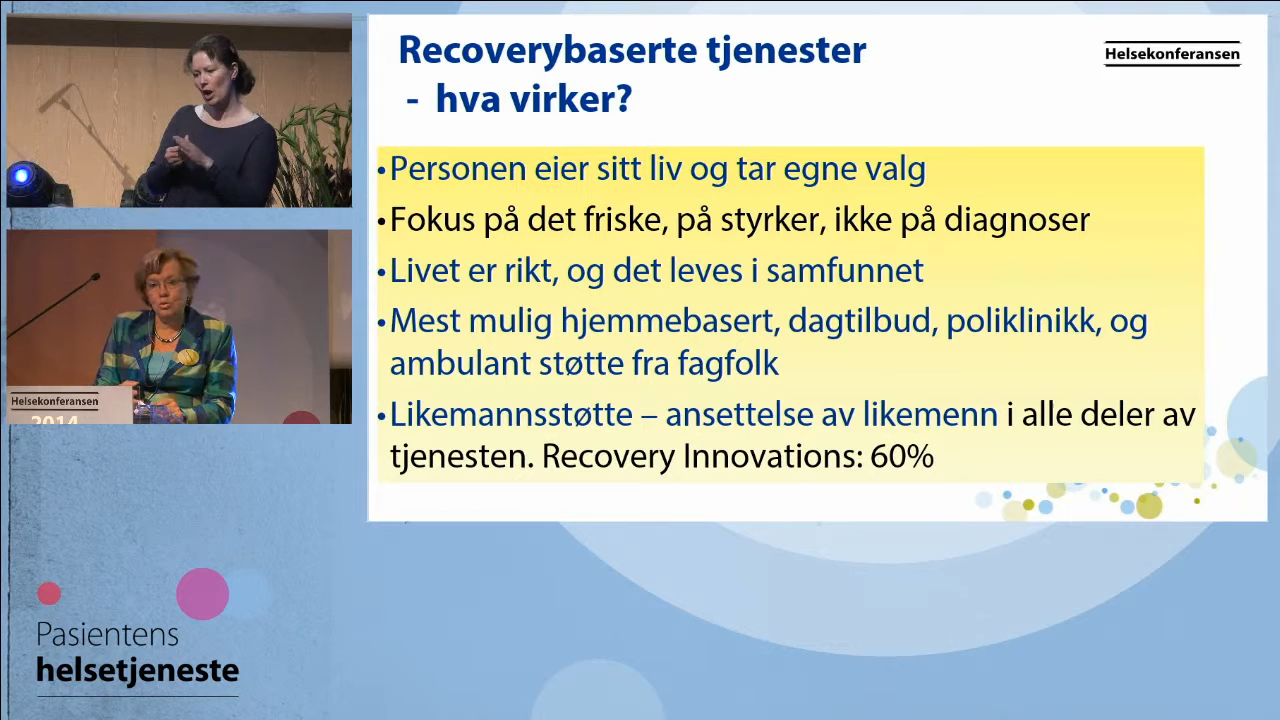 Recoverybaserte tjenester
- hva virker?
Helsekonferansen
•Personen eier sitt liv og tar egne valg
•Fokus på det friske, på styrker, ikke på diagnoser
•Livet er rikt, og det leves i samfunnet
•Mest mulig hjemmebasert, dagtilbud, poliklinikk, og
ambulant støtte fra fagfolk
•Likemannsstøtte – ansettelse av likemenn i alle deler av
tjenesten. Recovery Innovations: 60%
Helsekonferansen
2014
Pasientens
helsetjeneste